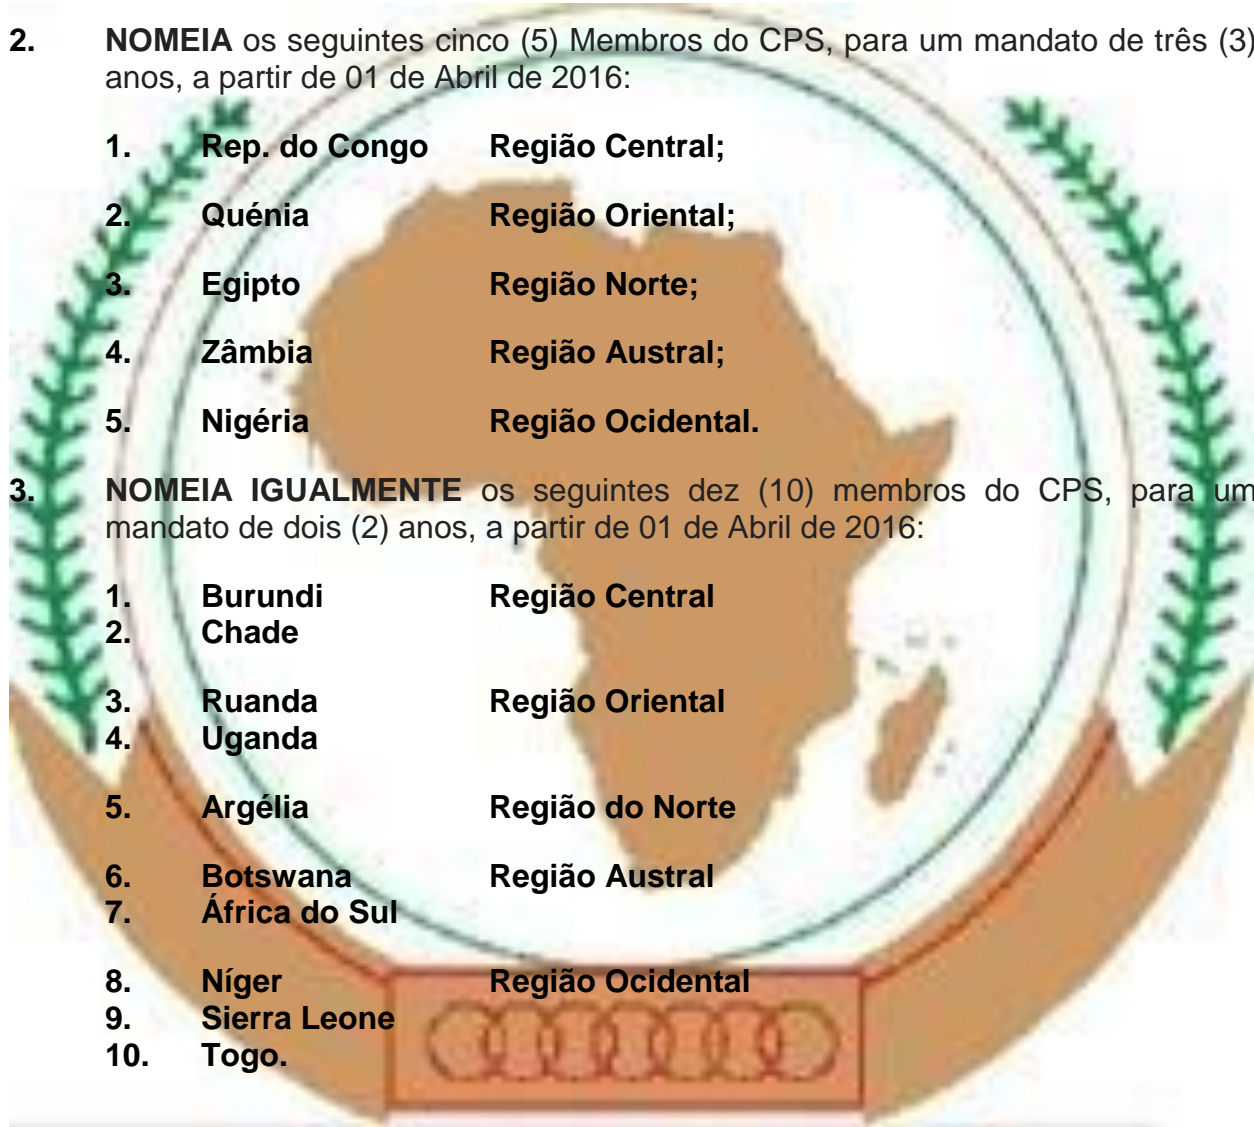 2. NOMEIA os seguintes cinco (5) Membros do CPS, para um mandato de três (3)
anos, a partir de 01 de Abril de 2016:
1. Rep. do Congo Região Central;
2. Quénia Região Oriental;
3. Egipto Região Norte;
4. Zâmbia Região Austral;
5. Nigéria Região Ocidental.
3. NOMEIA IGUALMENTE os seguintes dez (10) membros do CPS, para um
mandato de dois (2) anos, a partir de 01 de Abril de 2016:
1. Burundi Região Central
2. Chade
3. Ruanda Região Oriental
4. Uganda
5. Argélia Região do Norte
6. Botswana Região Austral
7. África do Sul
8. Níger Região Ocidental
9. Sierra Leone
10. Togo.